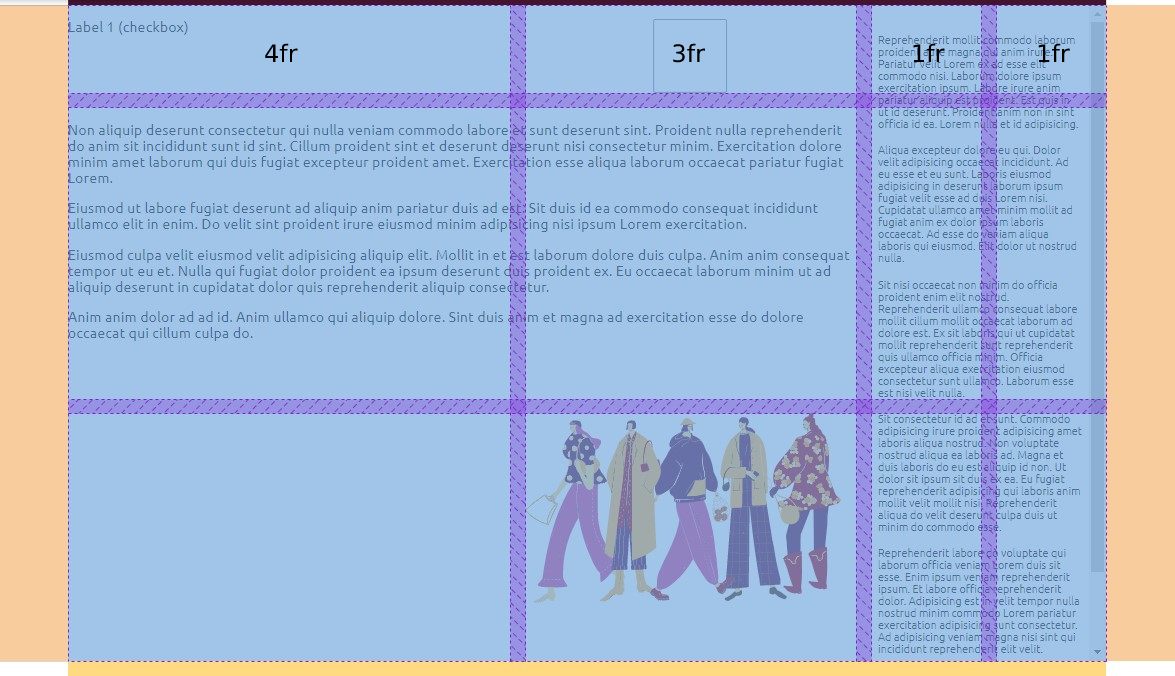 Label 1 (checkbox)
4fr
3fr
1fr
1fr
Non aliquip deserunt consectetur qui nulla veniam commodo labore et sunt deserunt sint. Proident nulla reprehenderit
do anim sit incididunt sunt id sint. Cillum proident sint et deserunt deserunt nisi consectetur minim. Exercitation dolore
minim amet laborum qui duis fugiat excepteur proident amet. Exercitation esse aliqua laborum occaecat pariatur fugiat
Lorem.
Eiusmod ut labore fugiat deserunt ad aliquip anim pariatur duis ad est. Sit duis id ea commodo consequat incididunt
ullamco elit in enim. Do velit sint proident irure eiusmod minim adipisicing nisi ipsum Lorem exercitation.
Eiusmod culpa velit eiusmod velit adipisicing aliquip elit. Mollit in et est laborum dolore duis culpa. Anim anim consequat
tempor ut eu et. Nulla qui fugiat dolor proident ea ipsum deserunt duis proident ex. Eu occaecat laborum minim ut ad
aliquip deserunt in cupidatat dolor quis reprehenderit aliquip consectetur.
Anim anim dolor ad ad id. Anim ullamco qui aliquip dolore. Sint duis anim et magna ad exercitation esse do dolore
occaecat qui cillum culpa do.
Reprehenderit mollit commodo laborum
proident magna qui anim irure
Pariatur velit Lorem ex ad esse elit
commodo nisi. Laborum dolore ipsum
exercitation ipsum. Labore irure anim
pariatur aliquip est proident. Est quis in
ut id deserunt. Proident anim non in sint
officia id ea. Lorem nulla et id adipisicing.
Aliqua excepteur dolore eu qui. Dolor
velit adipisicing occaecat incididunt. Ad
eu esse et eu sunt. Laboris eiusmod
adipisicing in deserunt laborum ipsum
fugiat velit esse ad duis Lorem nisi.
Cupidatat ullamco amet minim mollit ad
fugiat anim ex dolor ipsum laboris
occaecat. Ad esse do veniam aliqua
laboris qui eiusmod. Elit dolor ut nostrud
nulla.
Sit nisi occaecat non minim do officia
proident enim elit nostrud.
Reprehenderit ullamco consequat labore
mollit cillum mollit occaecat laborum ad
dolore est. Ex sit laboris qui ut cupidatat
mollit reprehenderit sunt reprehenderit
quis ullamco officia minim. Officia
excepteur aliqua exercitation eiusmod
consectetur sunt ullamco. Laborum esse
est nisi velit nulla.
Sit consectetur id ad et sunt. Commodo
adipisicing irure proident adipisicing amet
laboris aliqua nostrud. Non voluptate
nostrud aliqua ea laboris ad. Magna et
duis laboris do eu est aliquip id non. Ut
dolor sit ipsum sit duis ex ea. Eu fugiat
reprehenderit adipisicing qui laboris anim
mollit velit mollit nisi. Reprehenderit
aliqua do velit deserunt culpa duis ut
minim do commodo esse.
Reprehenderit labore do voluptate qui
laborum officia veniam Lorem duis sit
esse. Enim ipsum veniam reprehenderit
ipsum. Et labore officia reprehenderit
dolor. Adipisicing est in velit tempor nulla
nostrud minim commodo Lorem pariatur
exercitation adipisicing sunt consectetur.
Ad adipisicing veniam magna nisi sint qui
incididunt reprehenderit elit velit.